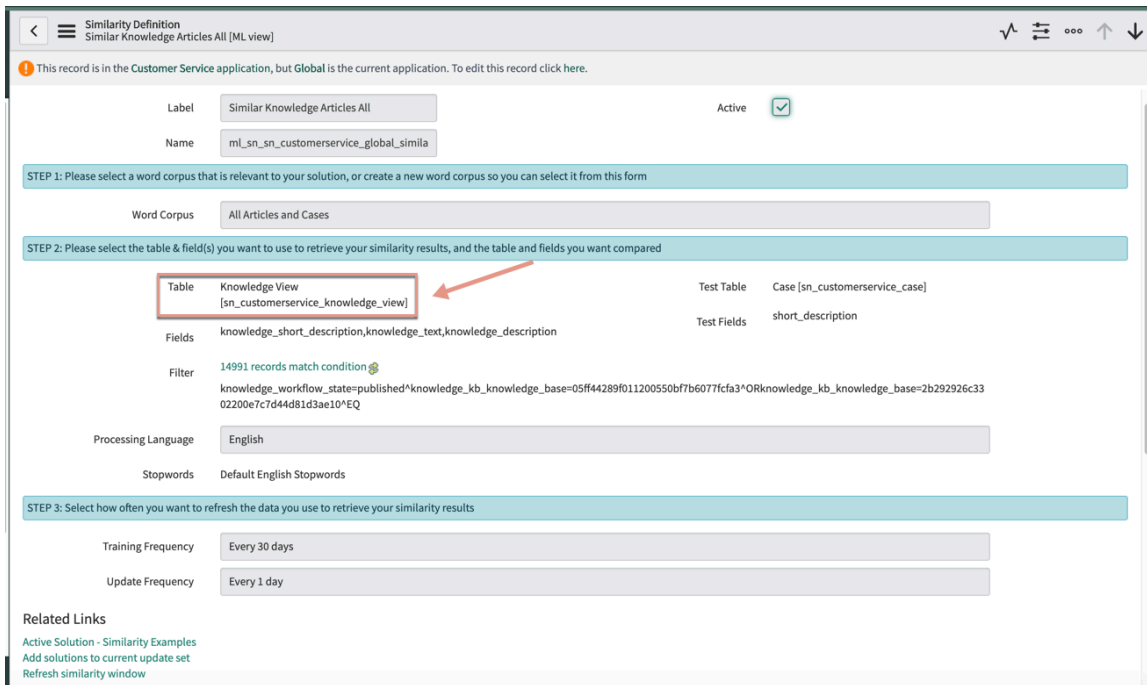 Similarity Definition
Similar Knowledge Articles All [ML view]
This record is in the Customer Service application, but Global is the current application. To edit this record click here.
Label Similar Knowledge Articles All Active
Name ml_sn_sn_customerservice_global_simila
STEP 1: Please select a word corpus that is relevant to your solution, or create a new word corpus so you can select it from this form
Word Corpus All Articles and Cases
STEP 2: Please select the table & field(s) you want to use to retrieve your similarity results, and the table and fields you want compared
Table Knowledge View Test Table Case [sn_customerservice_case]
[sn_customerservice_knowledge_view]
Test Fields short_description
Fields knowledge_short_description,knowledge_text,knowledge_description
Filter 14991 records match condition
knowledge_workflow_state=published^knowledge_kb_knowledge_base=05ff44289f011200550bf7b6077fcfa3^ORknowledge_kb_knowledge_base=2b292926c33
02200e7c7d44d81d3ae10^EQ
Processing Language English
Stopwords Default English Stopwords
STEP 3: Select how often you want to refresh the data you use to retrieve your similarity results
Training Frequency Every 30 days
Update Frequency Every 1 day
Related Links
Active Solution - Similarity Examples
Add solutions to current update set
Refresh similarity window